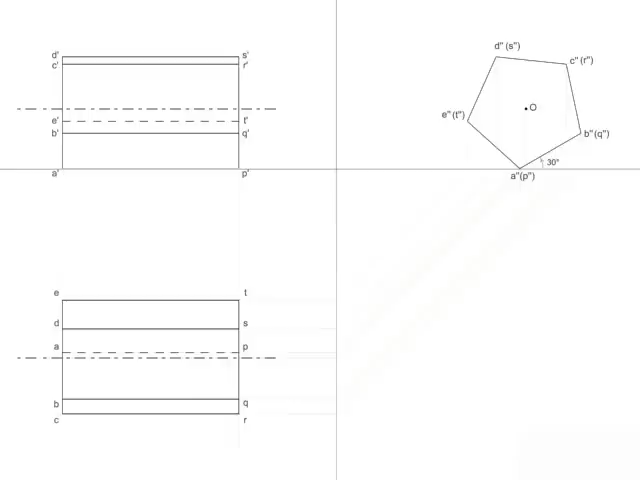 d' s'
c' r'
e' t'
b' q'
a' p'
d" (s")
c" (r")
e" (t")
O
b" (q")
30°
a"(p")
e t
d s
a p
b q
c r